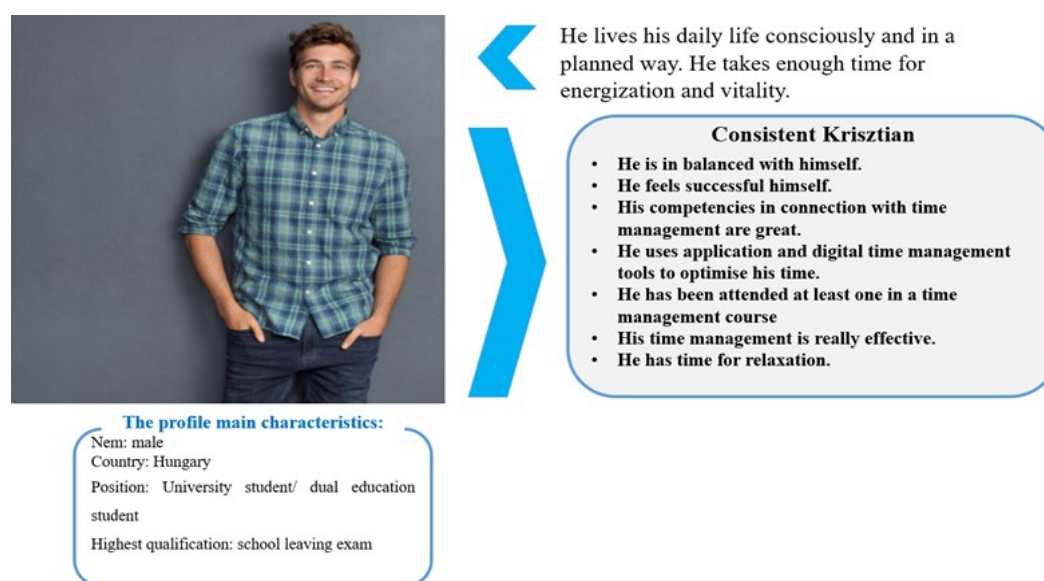 He lives his daily life consciously and in a
planned way. He takes enough time for
energization and vitality.
Consistent Krisztian
• He is in balanced with himself.
• He feels successful himself.
• His competencies in connection with time
management are great.
• He uses application and digital time management
tools to optimise his time.
• He has been attended at least one in a time
management course
• His time management is really effective.
• He has time for relaxation.
The profile main characteristics:
Nem: male
Country: Hungary
Position: University student/ dual education
student
Highest qualification: school leaving exam